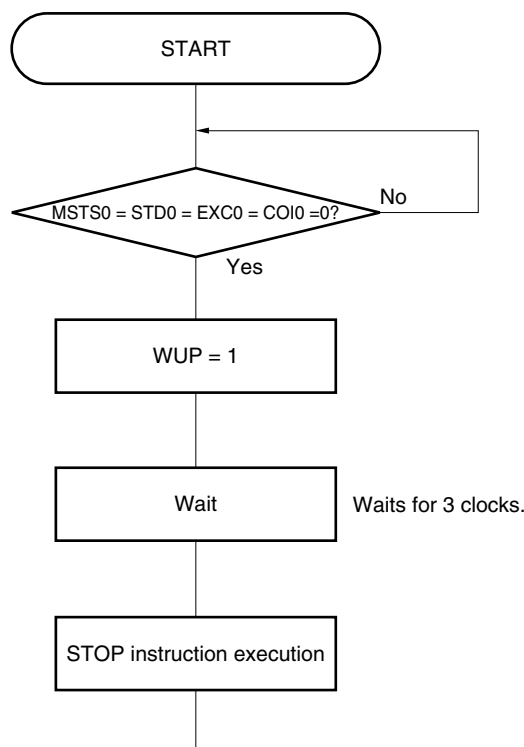 START
MSTS0 = STD0 = EXC0 = COI0 =0?
No
Yes
WUP = 1
Wait
Waits for 3 clocks.
STOP instruction execution